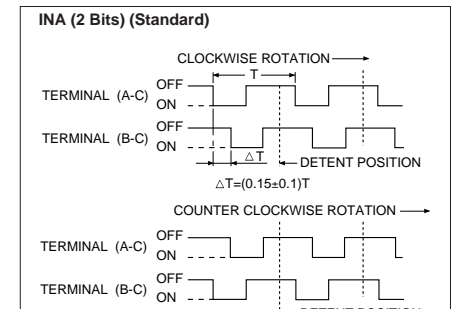 INA (2 Bits) (Standard)
CLOCKWISE ROTATION
T
TERMINAL (A-C) OFF
ON
TERMINAL (B-C) OFF
ON
△T
DETENT POSITION
△T=(0.15±0.1)T
COUNTER CLOCKWISE ROTATION
TERMINAL (A-C) OFF
ON
TERMINAL (B-C) OFF
ON